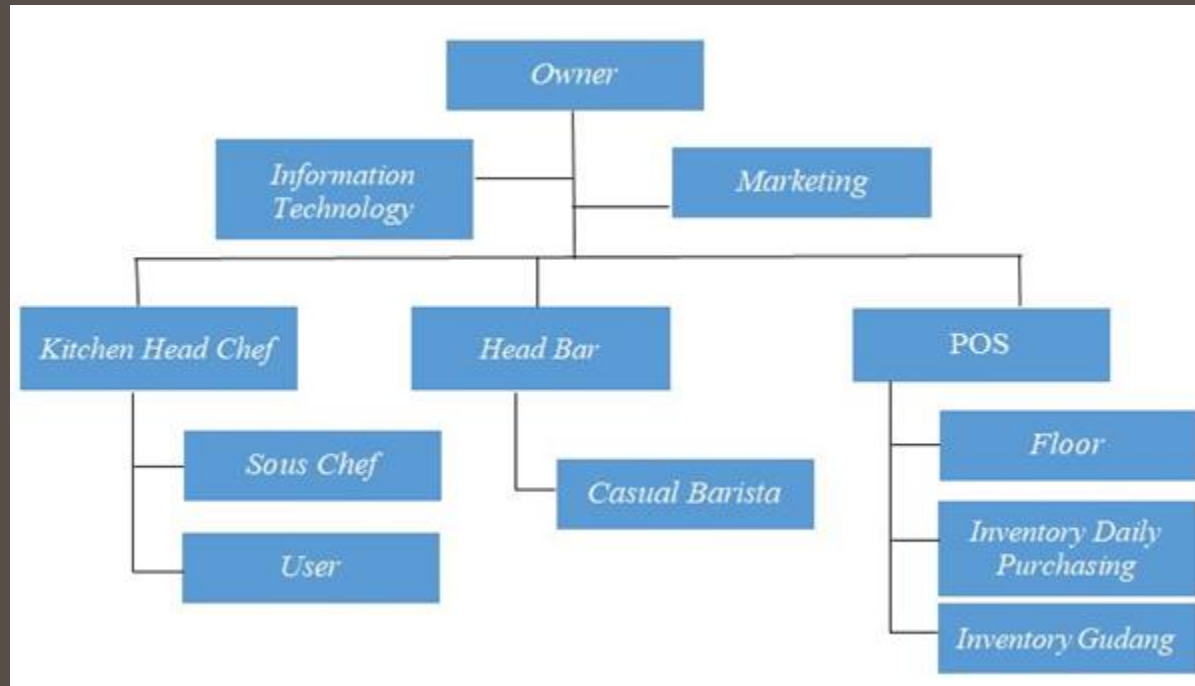 Owner
Information
Technology
Marketing
Kitchen Head Chef
Head Bar
POS
Sous Chef
User
Casual Barista
Floor
Inventory Daily
Purchasing
Inventory Gudang